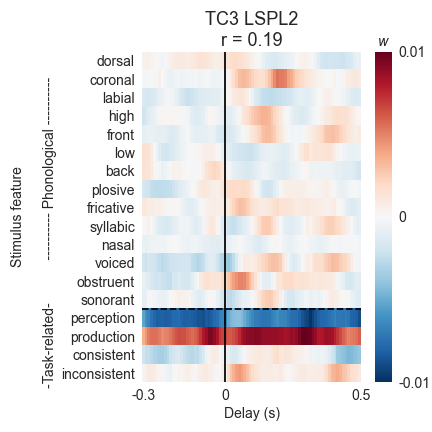 TC3 LSPL2
r = 0.19
w
dorsal
coronal
labial
high
front
low
back
plosive
fricative
syllabic
nasal
voiced
obstruent
sonorant
perception
production
consistent
inconsistent
Stimulus feature
---------- Phonological ----------
-Task-related-
-0.3
0
0.5
Delay (s)
0.01
0
-0.01